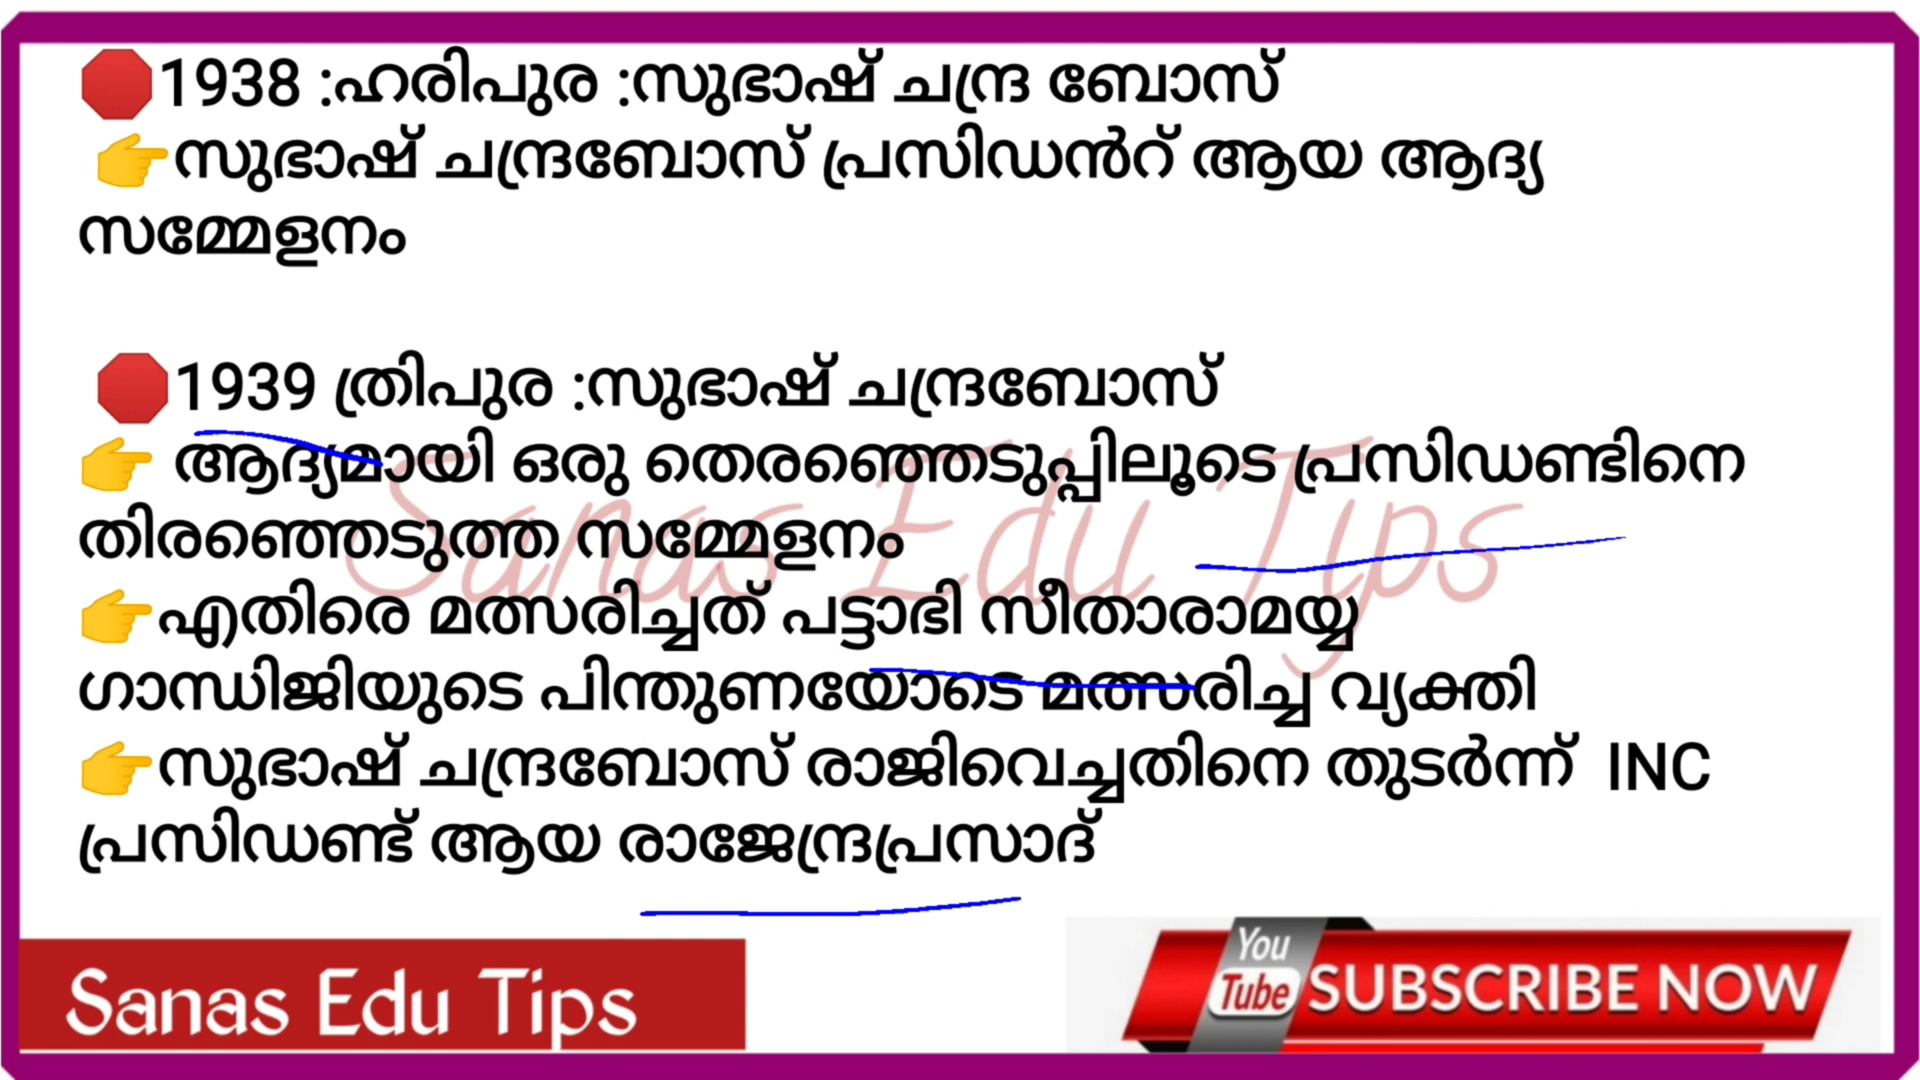 🛑1938 :ഹരിപുര :സുഭാഷ് ചന്ദ്ര ബോസ്
👉സുഭാഷ് ചന്ദ്രബോസ് പ്രസിഡൻറ് ആയ ആദ്യ
സമ്മേളനം
🛑1939 ത്രിപുര :സുഭാഷ് ചന്ദ്രബോസ്
👉 ആദ്യമായി ഒരു തെരഞ്ഞെടുപ്പിലൂടെ പ്രസിഡണ്ടിനെ
തിരഞ്ഞെടുത്ത സമ്മേളനം
Sanas Edu Tips
👉എതിരെ മത്സരിച്ചത് പട്ടാഭി സീതാരാമയ്യ
ഗാന്ധിജിയുടെ പിന്തുണയോടെ മത്സരിച്ച വ്യക്തി
👉സുഭാഷ് ചന്ദ്രബോസ് രാജിവെച്ചതിനെ തുടർന്ന് INC
പ്രസിഡണ്ട് ആയ രാജേന്ദ്രപ്രസാദ്
Sanas Edu Tips
You
Tube SUBSCRIBE NOW